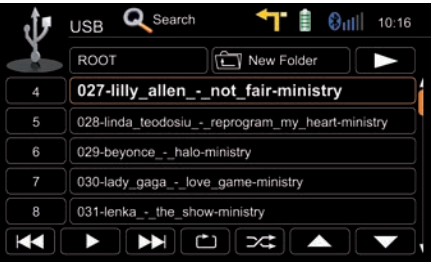 USB Search 10:16
ROOT New Folder
4 027-lilly_allen_-_not_fair-ministry
5 028-linda_teodosiu_-_reprogram_my_heart-ministry
6 029-beyonce_-_halo-ministry
7 030-lady_gaga_-_love_game-ministry
8 031-lenka_-_the_show-ministry